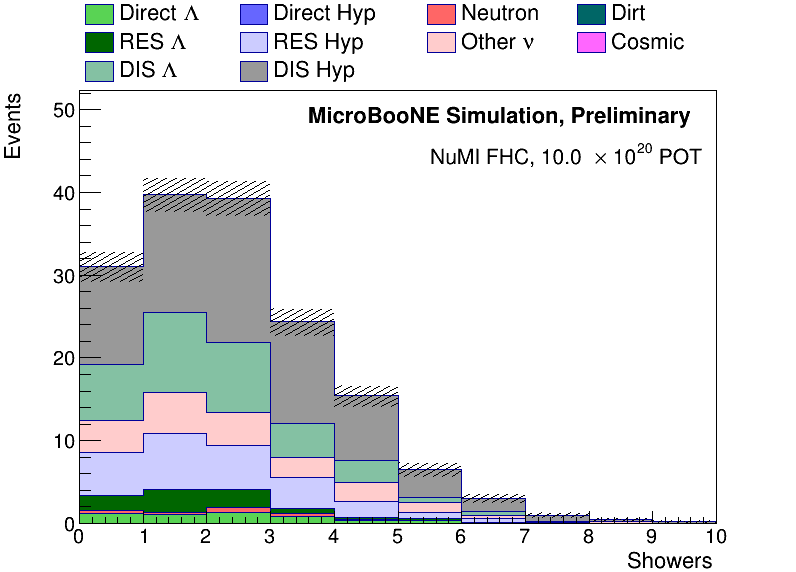 Direct Λ Direct Hyp Neutron Dirt
RES Λ RES Hyp Other ν Cosmic
DIS Λ DIS Hyp
MicroBooNE Simulation, Preliminary
NuMI FHC, 10.0 × 10²⁰ POT
Events
50
40
30
20
10
0
0 1 2 3 4 5 6 7 8 9 10
Showers